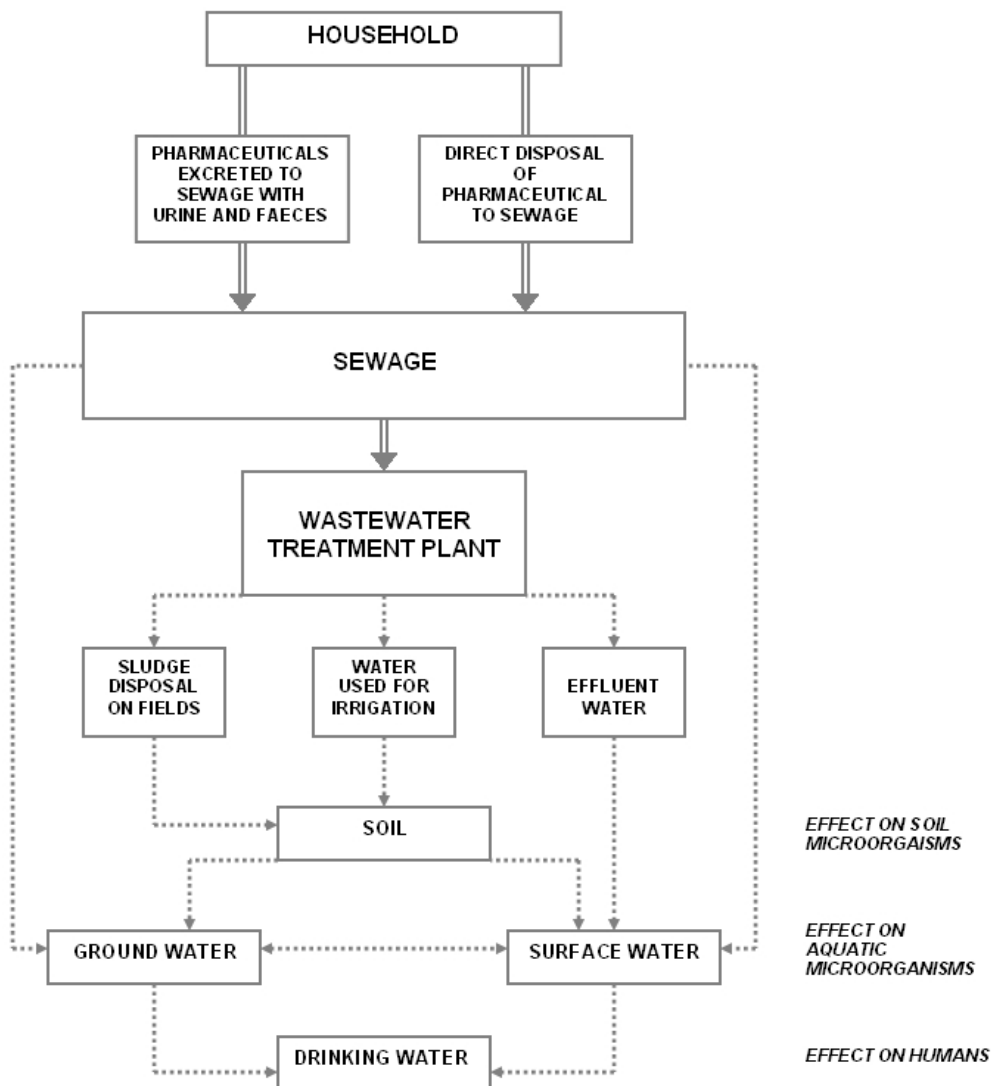 HOUSEHOLD
PHARMACEUTICALS
EXCRETED TO
SEWAGE WITH
URINE AND FAECES
DIRECT DISPOSAL
OF
PHARMACEUTICAL
TO SEWAGE
SEWAGE
WASTEWATER
TREATMENT PLANT
SLUDGE
DISPOSAL
ON FIELDS
WATER
USED FOR
IRRIGATION
EFFLUENT
WATER
SOIL
EFFECT ON SOIL
MICROORGAISMS
GROUND WATER
SURFACE WATER
EFFECT ON
AQUATIC
MICROORGANISMS
DRINKING WATER
EFFECT ON HUMANS